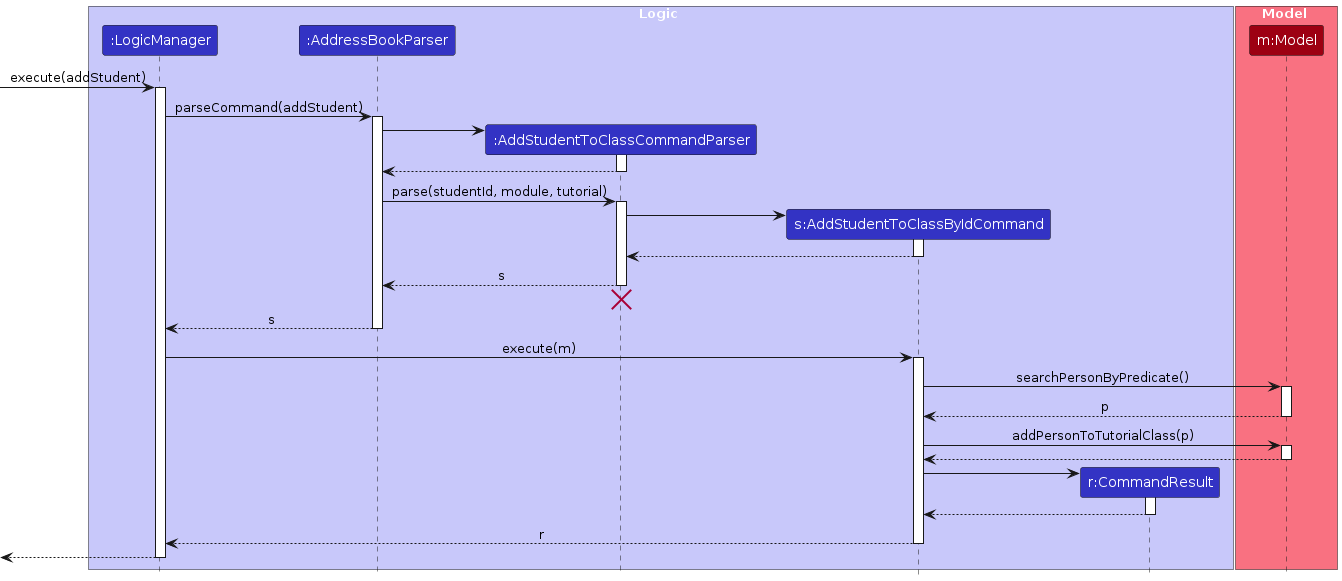 Logic
Model
:LogicManager
:AddressBookParser
m:Model
execute(addStudent)
parseCommand(addStudent)
:AddStudentToClassCommandParser
parse(studentId, module, tutorial)
s:AddStudentToClassByIdCommand
s
s
execute(m)
searchPersonByPredicate()
p
addPersonToTutorialClass(p)
r:CommandResult
r